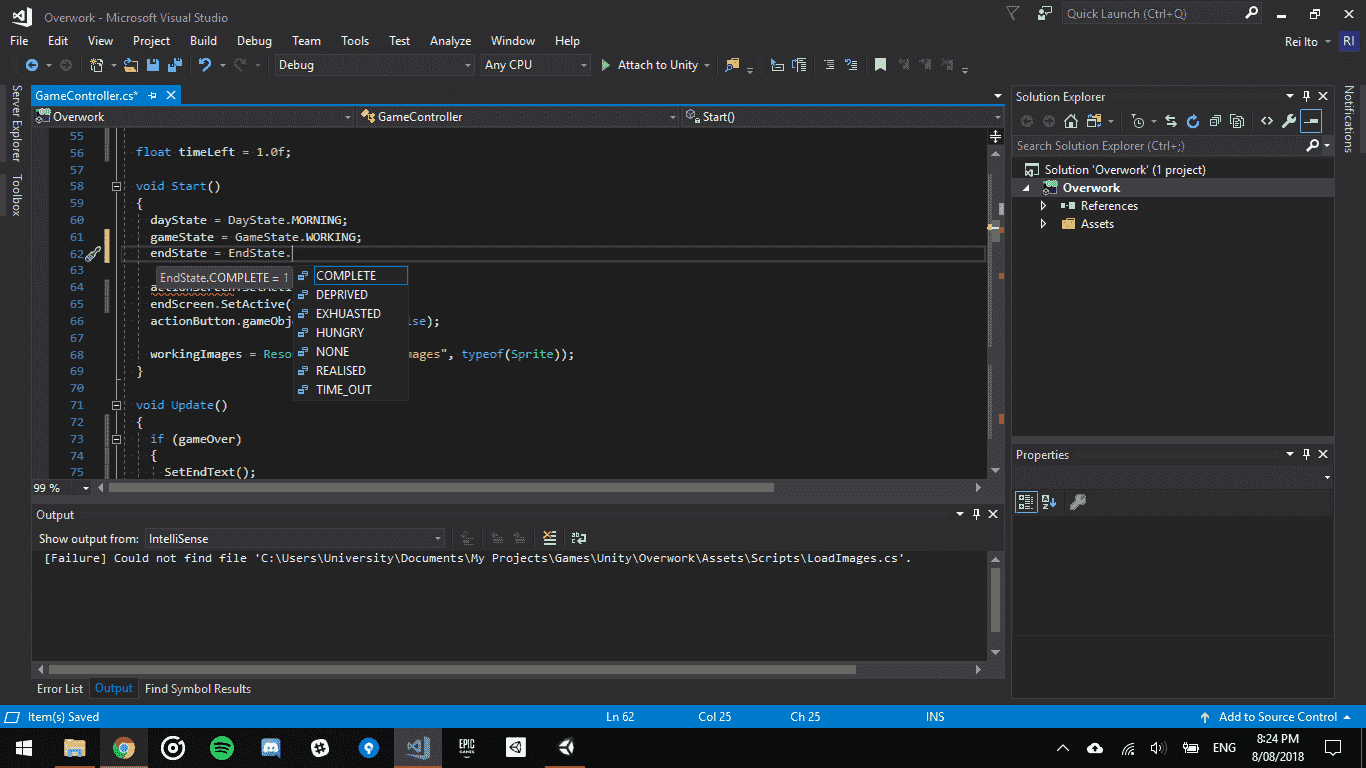 Overwork - Microsoft Visual Studio
Quick Launch (Ctrl+Q)
File Edit View Project Build Debug Team Tools Test Analyze Window Help
Rei Ito RI
Debug Any CPU Attach to Unity
Server Explorer
Toolbox
GameController.cs*
Overwork GameController Start()
55
56 float timeLeft = 1.0f;
57
58 void Start()
59 {
60 dayState = DayState.MORNING;
61 gameState = GameState.WORKING;
62 endState = EndState.
63
EndState.COMPLETE = 1
COMPLETE
DEPRIVED
EXHUASTED
HUNGRY
NONE
REALISED
TIME_OUT
64
65 endScreen.SetActive(
66 actionButton.gameObj lse);
67
68 workingImages = Reso mages", typeof(Sprite));
69 }
70
71 void Update()
72 {
73 if (gameOver)
74 {
75 SetEndText();
99 %
Output
Show output from: IntelliSense
[Failure] Could not find file 'C:\Users\University\Documents\My Projects\Games\Unity\Overwork\Assets\Scripts\LoadImages.cs'.
Error List Output Find Symbol Results
Solution Explorer
Search Solution Explorer (Ctrl+;)
Solution 'Overwork' (1 project)
Overwork
References
Assets
Properties
Notifications
Item(s) Saved Ln 62 Col 25 Ch 25 INS Add to Source Control
EPIC GAMES
ENG
8:24 PM
8/08/2018